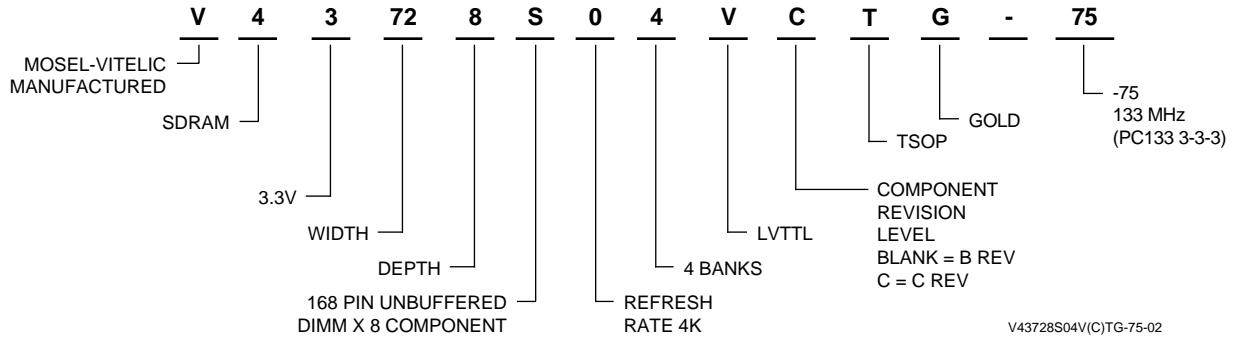 V 4 3 72 8 S 0 4 V C T G - 75
MOSEL-VITELIC
MANUFACTURED
SDRAM
3.3V
WIDTH
DEPTH
168 PIN UNBUFFERED
DIMM X 8 COMPONENT
REFRESH
RATE 4K
4 BANKS
LVTTL
COMPONENT
REVISION
LEVEL
BLANK = B REV
C = C REV
TSOP
GOLD
-75
133 MHz
(PC133 3-3-3)
V43728S04V(C)TG-75-02